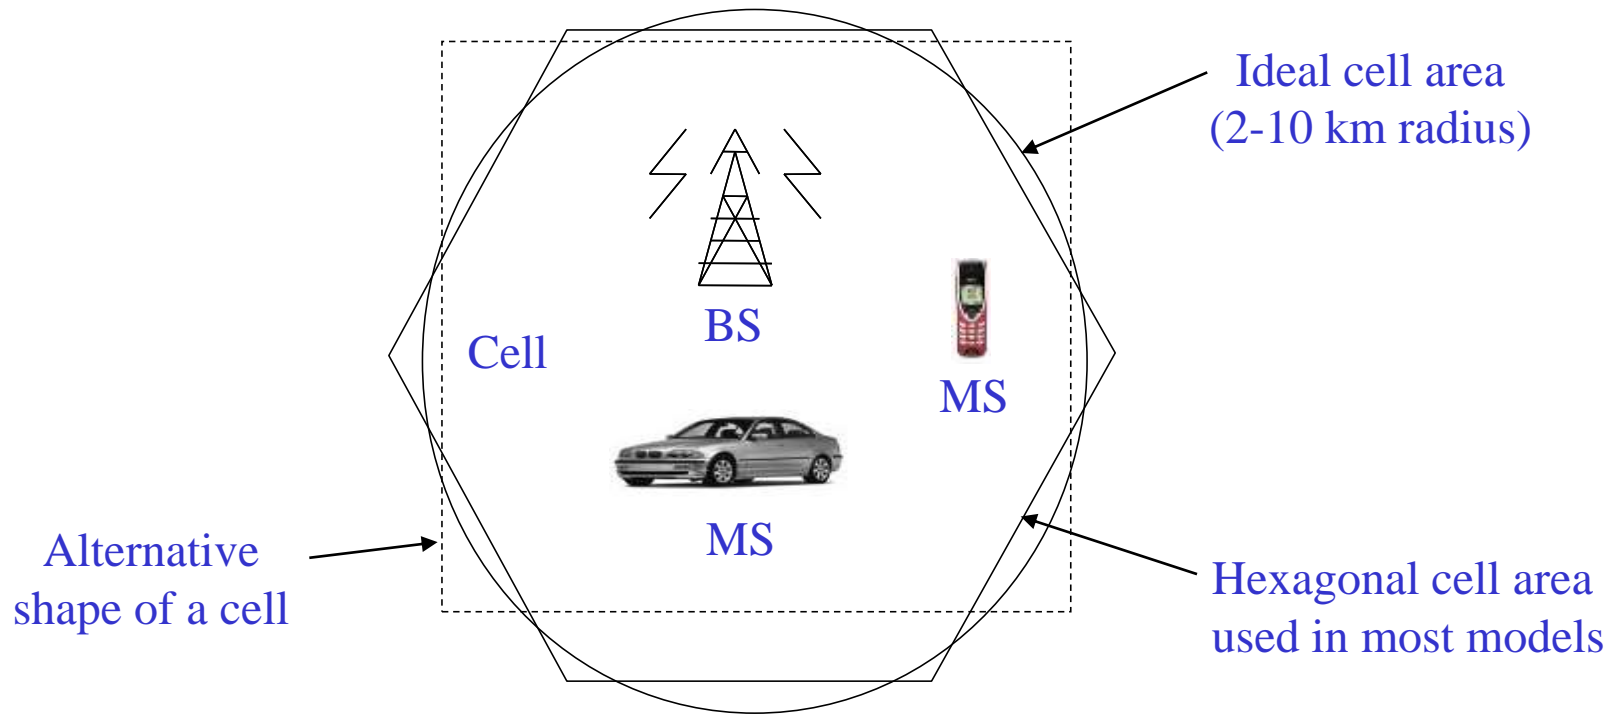 Ideal cell area
(2-10 km radius)
BS
Cell
MS
MS
Alternative
shape of a cell
Hexagonal cell area
used in most models